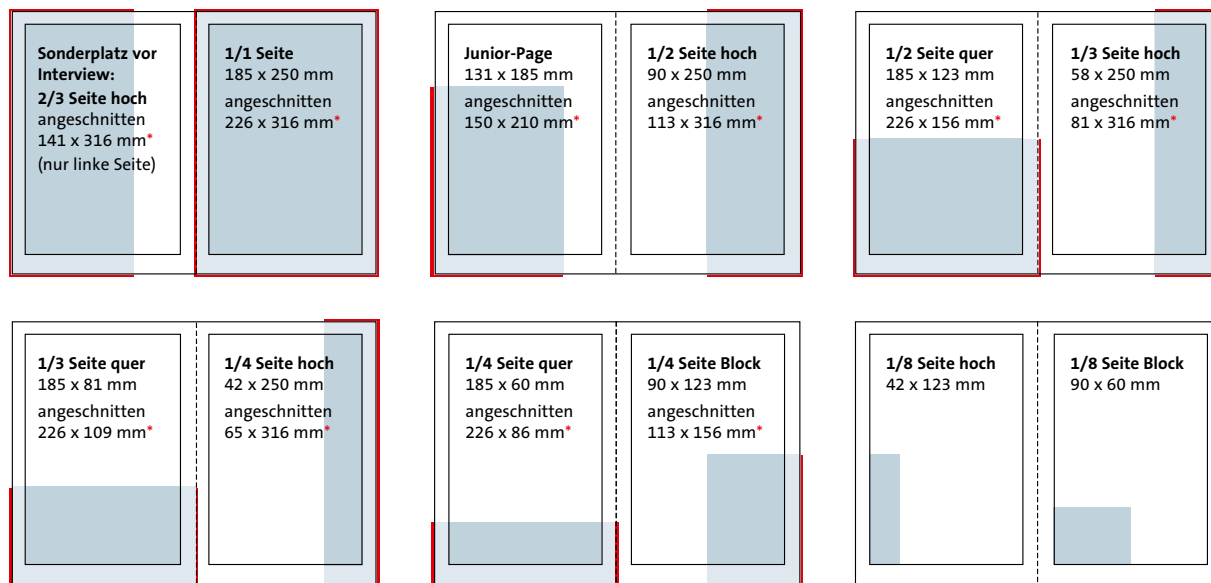 Sonderplatz vor
Interview:
2/3 Seite hoch
angeschnitten
141 x 316 mm*
(nur linke Seite)
1/1 Seite
185 x 250 mm
angeschnitten
226 x 316 mm*
Junior-Page
131 x 185 mm
angeschnitten
150 x 210 mm*
1/2 Seite hoch
90 x 250 mm
angeschnitten
113 x 316 mm*
1/2 Seite quer
185 x 123 mm
angeschnitten
226 x 156 mm*
1/3 Seite hoch
58 x 250 mm
angeschnitten
81 x 316 mm*
1/3 Seite quer
185 x 81 mm
angeschnitten
226 x 109 mm*
1/4 Seite hoch
42 x 250 mm
angeschnitten
65 x 316 mm*
1/4 Seite quer
185 x 60 mm
angeschnitten
226 x 86 mm*
1/4 Seite Block
90 x 123 mm
angeschnitten
113 x 156 mm*
1/8 Seite hoch
42 x 123 mm
1/8 Seite Block
90 x 60 mm